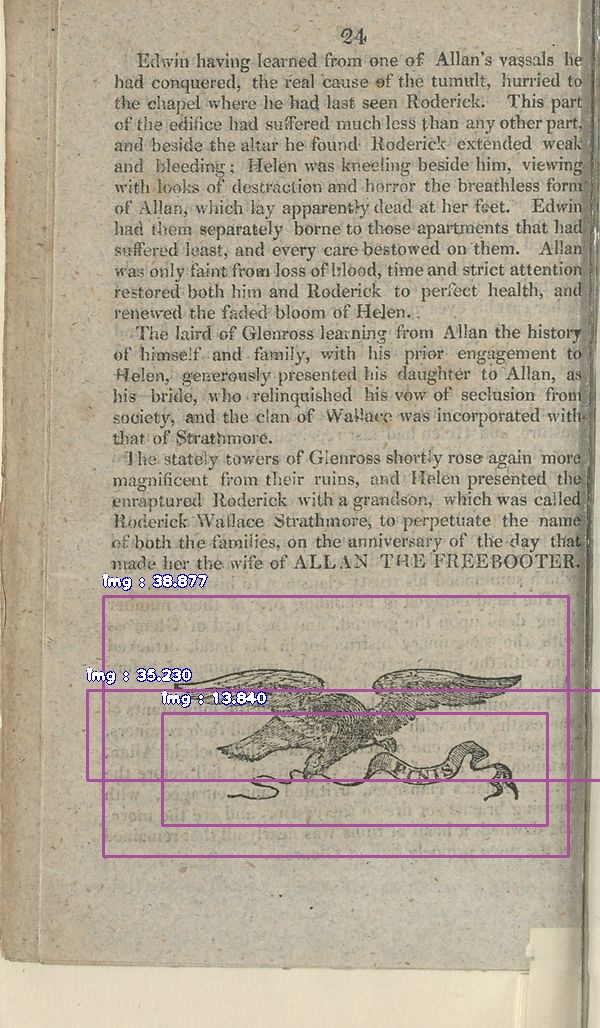 24
Edwin having learned from one of Allan's vassals he
had conquered, the real cause of the tumult, hurried to
the chapel where he had last seen Roderick. This part
of the edifice had suffered much less than any other part,
and beside the altar he found Roderick extended weak
and bleeding; Helen was kneeling beside him, viewing
with looks of destraction and horror the breathless form
of Allan, which lay apparently dead at her feet. Edwin
had them separately borne to those apartments that had
suffered least, and every care bestowed on them. Allan
was only faint from loss of blood, time and strict attention
restored both him and Roderick to perfect health, and
renewed the faded bloom of Helen.
The laird of Glenross learning from Allan the history
of himself and family, with his prior engagement to
Helen, generously presented his daughter to Allan, as
his bride, who relinquished his vow of seclusion from
society, and the clan of Wallace was incorporated with
that of Strathmore.
The stately towers of Glenross shortly rose again more
magnificent from their ruins, and Helen presented the
enraptured Roderick with a grandson, which was called
Roderick Wallace Strathmore, to perpetuate the name
of both the families, on the anniversary of the day that
made her the wife of ALLAN THE FREEBOOTER.
img : 38.877
img : 35.230
img : 13.840
FINIS